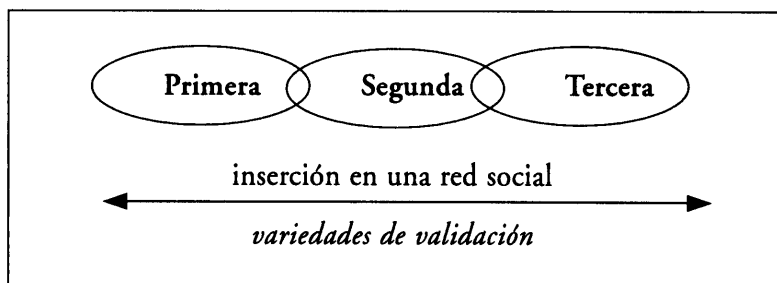 Primera Segunda Tercera
inserción en una red social
variedades de validación